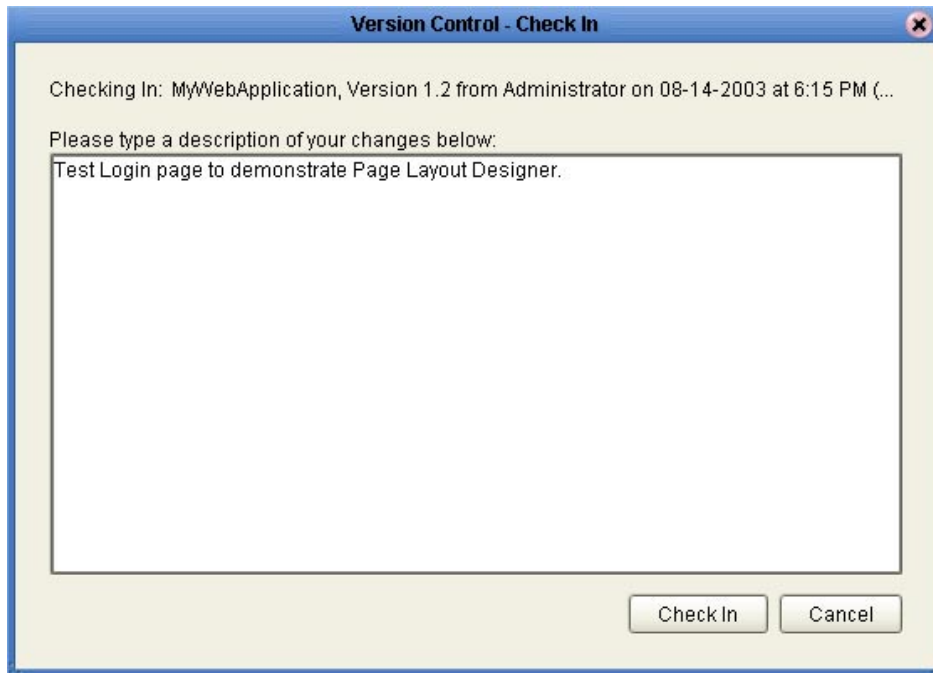 Version Control - Check In
Checking In: MyWebApplication, Version 1.2 from Administrator on 08-14-2003 at 6:15 PM (...
Please type a description of your changes below:
Test Login page to demonstrate Page Layout Designer.
Check In
Cancel